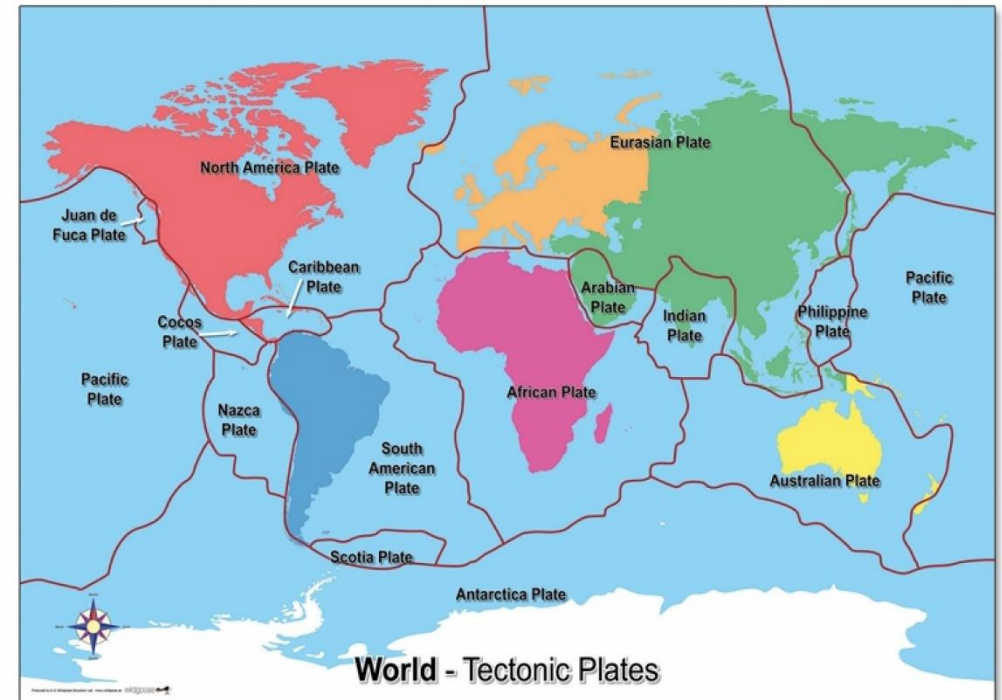 North America Plate
Eurasian Plate
Juan de
Fuca Plate
Caribbean
Plate
Arabian
Plate
Indian
Plate
Philippine
Plate
Pacific
Plate
Cocos
Plate
Pacific
Plate
Nazca
Plate
African Plate
South
American
Plate
Australian Plate
Scotia Plate
Antarctica Plate
World - Tectonic Plates
wildgoose